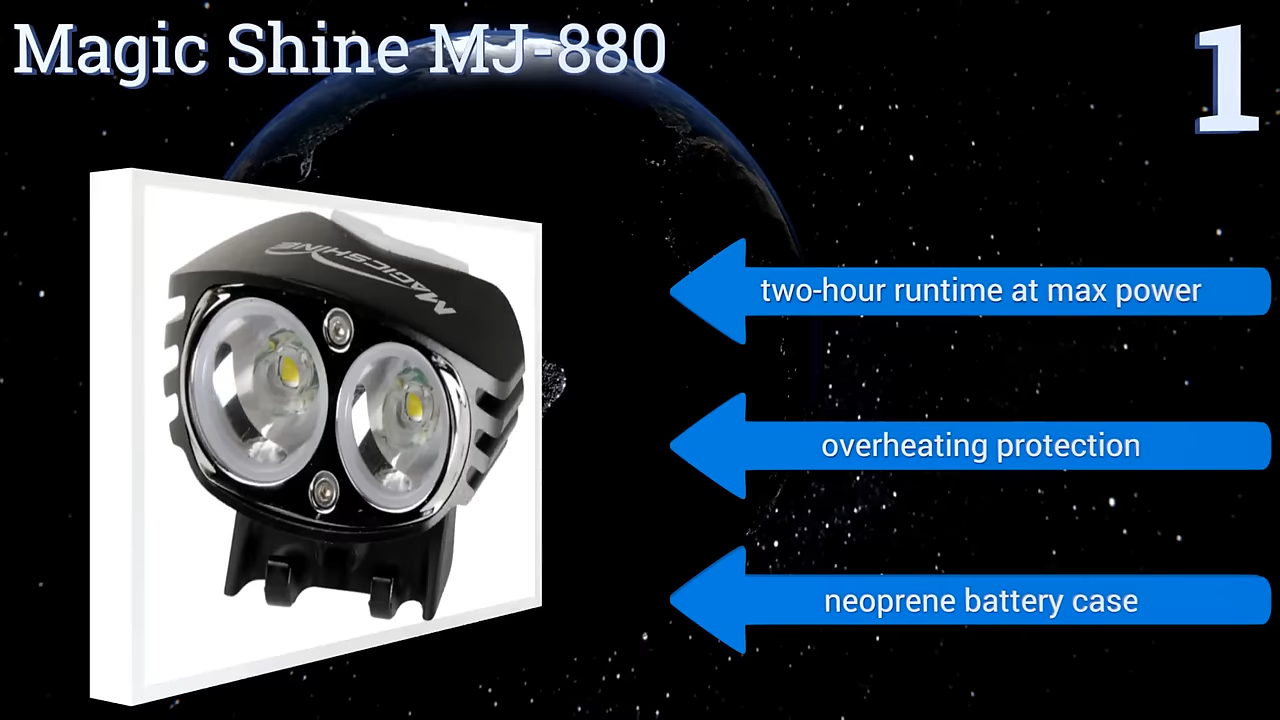 Magic Shine MJ-880
1
MAGICSHINE
two-hour runtime at max power
overheating protection
neoprene battery case